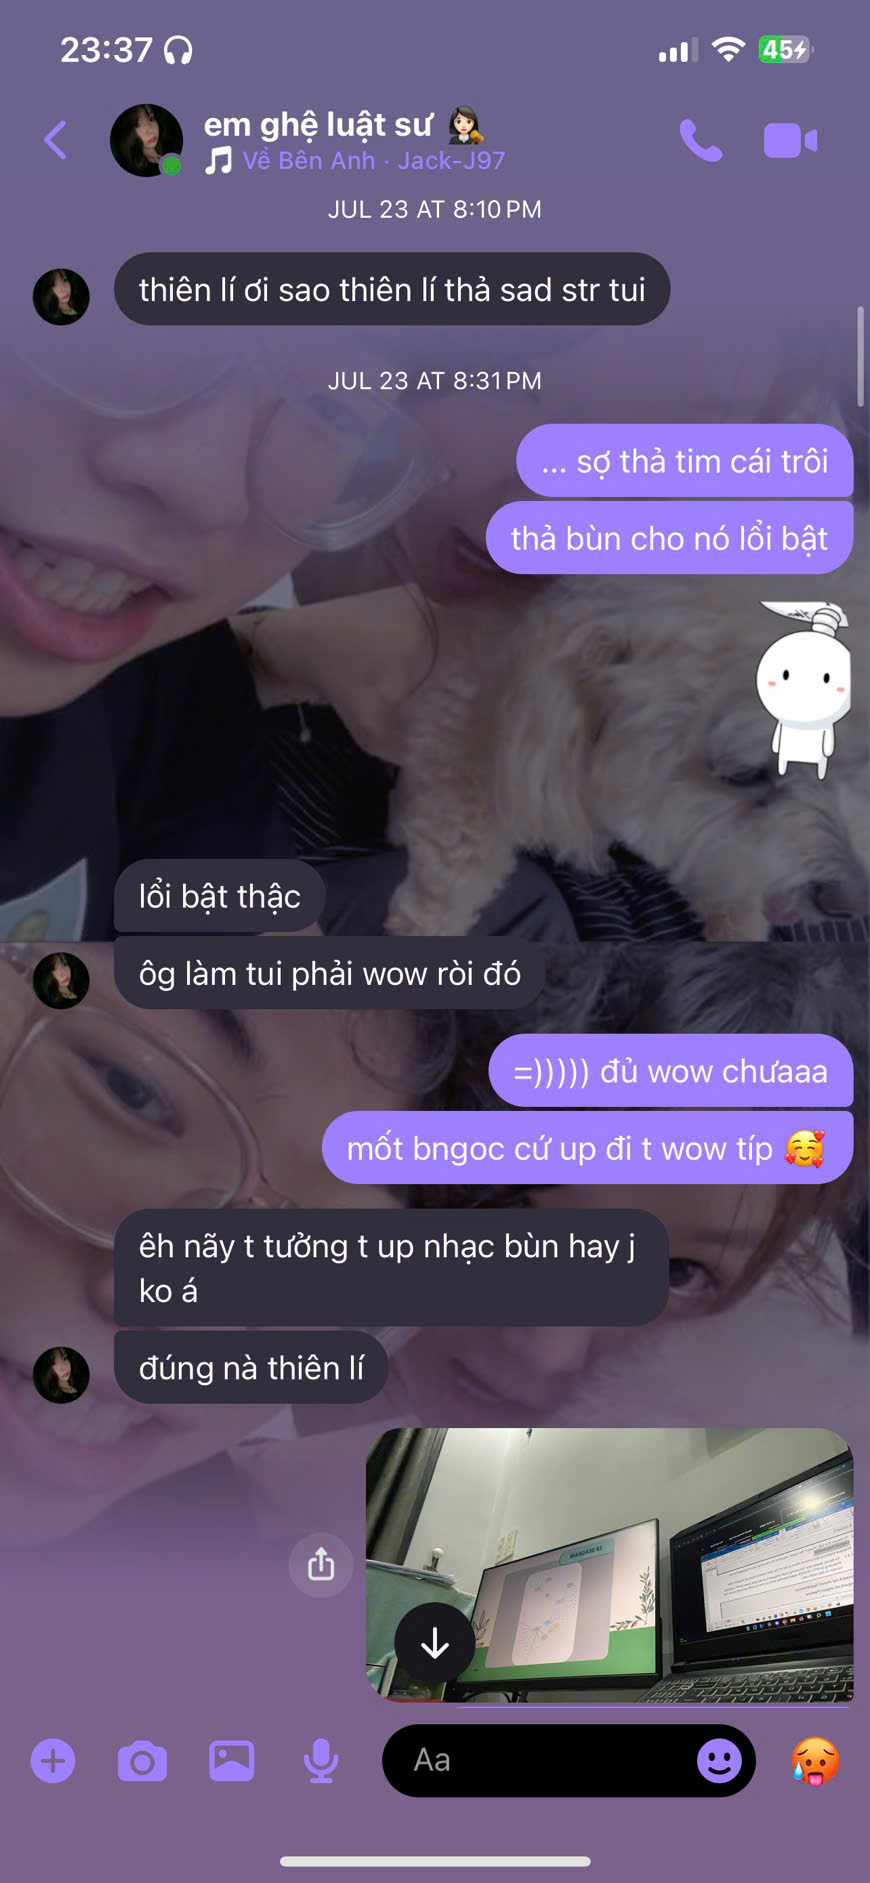 23:37
45
em ghệ luật sư
Về Bên Anh · Jack-J97
JUL 23 AT 8:10 PM
thiên lí ơi sao thiên lí thả sad str tui
JUL 23 AT 8:31 PM
... sợ thả tim cái trôi
thả bùn cho nó lổi bật
lổi bật thậc
ôg làm tui phải wow ròi đó
=))))) đủ wow chưaaa
mốt bngoc cứ up đi t wow típ 🥰
êh nãy t tưởng t up nhạc bùn hay j
ko á
đúng nà thiên lí
Aa